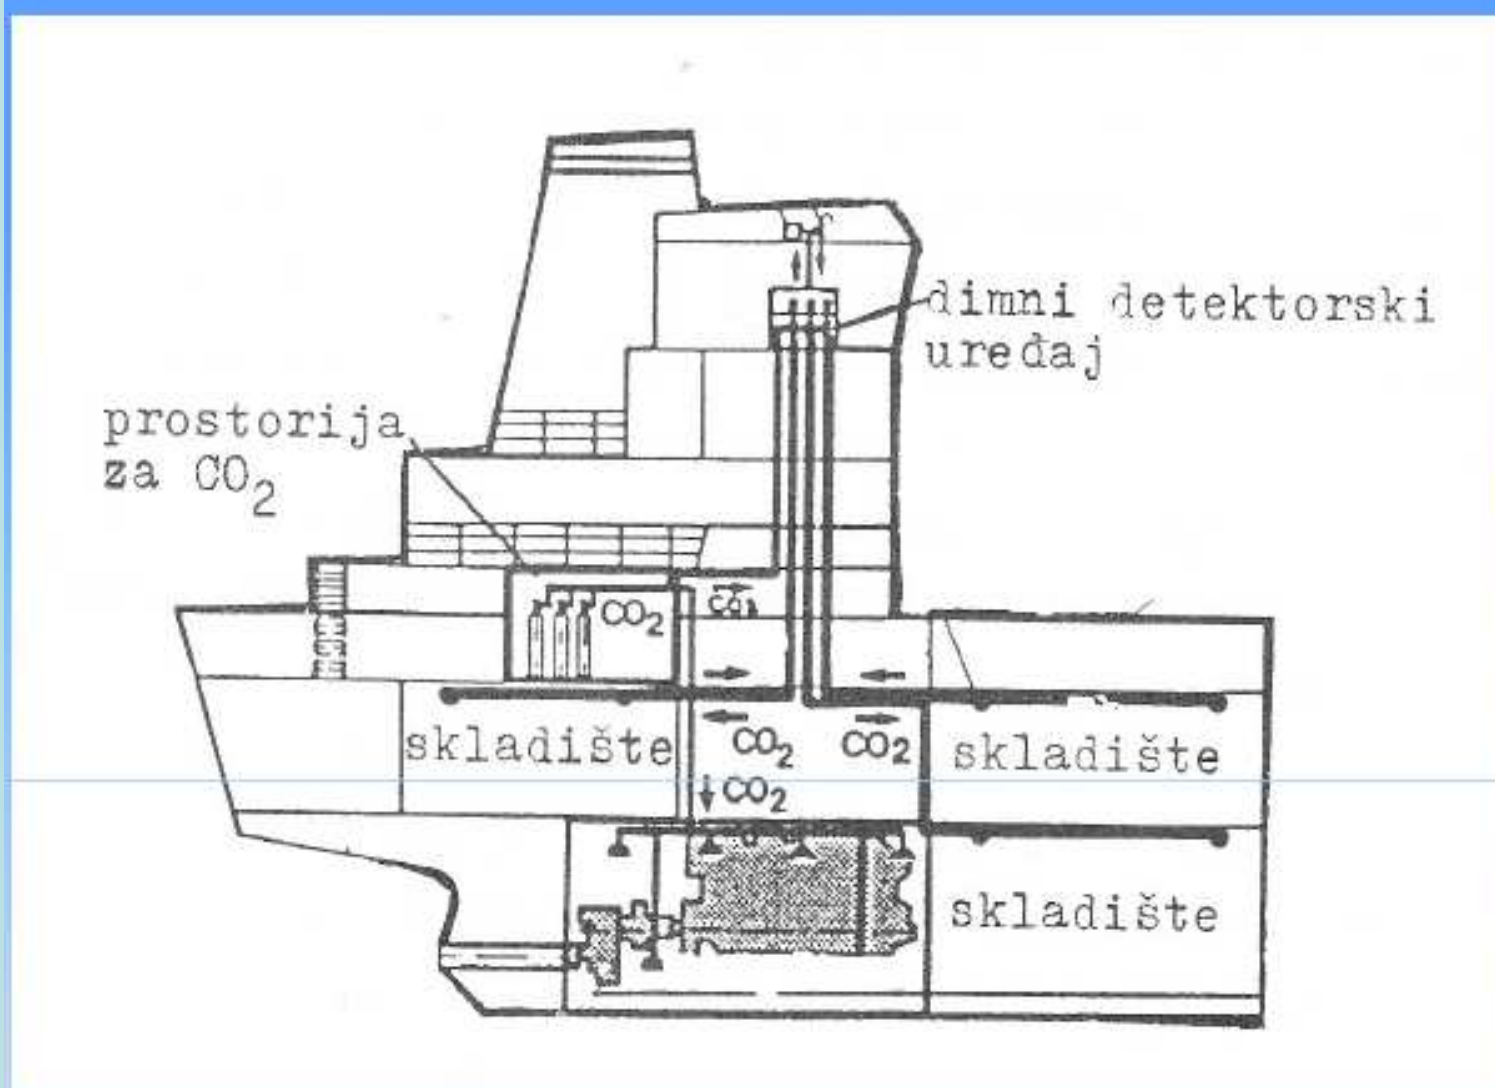 dimni detektorski
uređaj
prostorija
za CO₂
CO₂
CO₂
skladište
CO₂
CO₂
skladište
CO₂
skladište